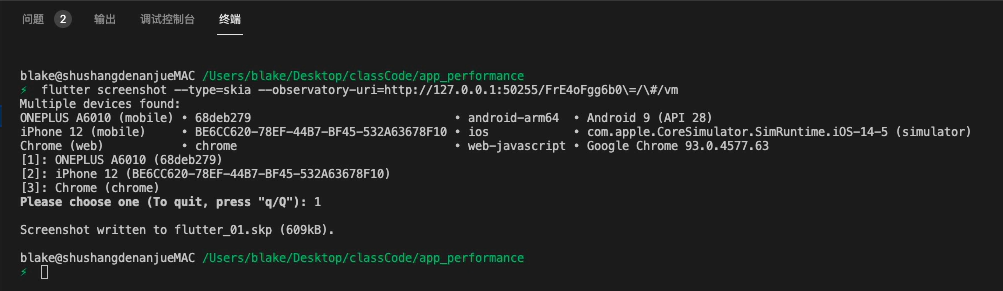 问题 2 输出 调试控制台 终端
blake@shushangdenanjueMAC /Users/blake/Desktop/classCode/app_performance
⚡ flutter screenshot --type=skia --observatory-uri=http://127.0.0.1:50255/FrE4oFgg6b0\=/\#/vm
Multiple devices found:
ONEPLUS A6010 (mobile) • 68deb279 • android-arm64 • Android 9 (API 28)
iPhone 12 (mobile) • BE6CC620-78EF-44B7-BF45-532A63678F10 • ios • com.apple.CoreSimulator.SimRuntime.iOS-14-5 (simulator)
Chrome (web) • chrome • web-javascript • Google Chrome 93.0.4577.63
[1]: ONEPLUS A6010 (68deb279)
[2]: iPhone 12 (BE6CC620-78EF-44B7-BF45-532A63678F10)
[3]: Chrome (chrome)
Please choose one (To quit, press "q/Q"): 1
Screenshot written to flutter_01.skp (609kB).
blake@shushangdenanjueMAC /Users/blake/Desktop/classCode/app_performance
⚡